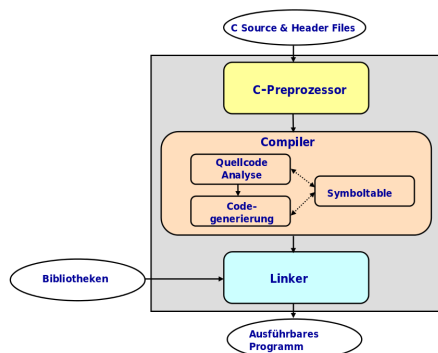 C Source & Header Files
C-Preprozessor
Compiler
Quellcode
Analyse
Symboltable
Code-
generierung
Bibliotheken
Linker
Ausführbares
Programm